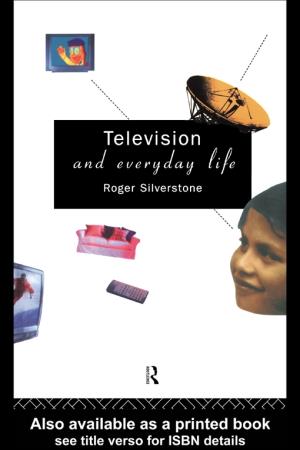 Television
and everyday life
Roger Silverstone
Also available as a printed book
see title verso for ISBN details